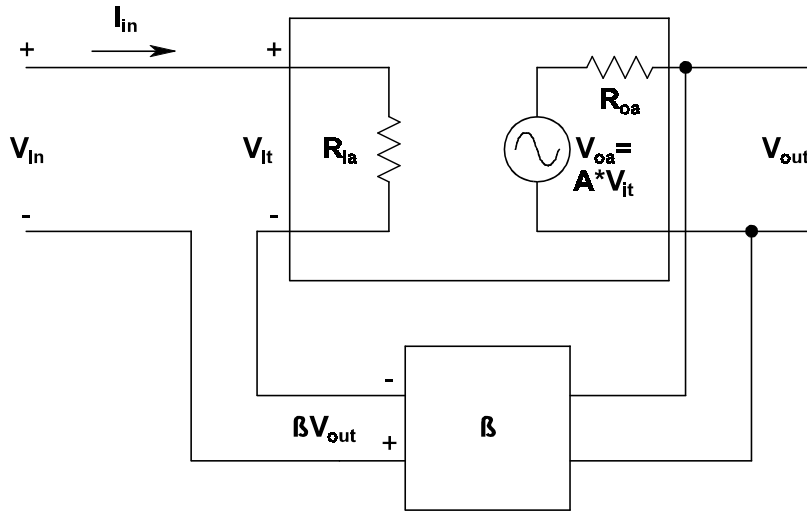 I_in
+
+
R_oa
V_In
V_It
R_Ia
V_oa=
A*V_it
V_out
-
-
-
ßV_out
+
ß